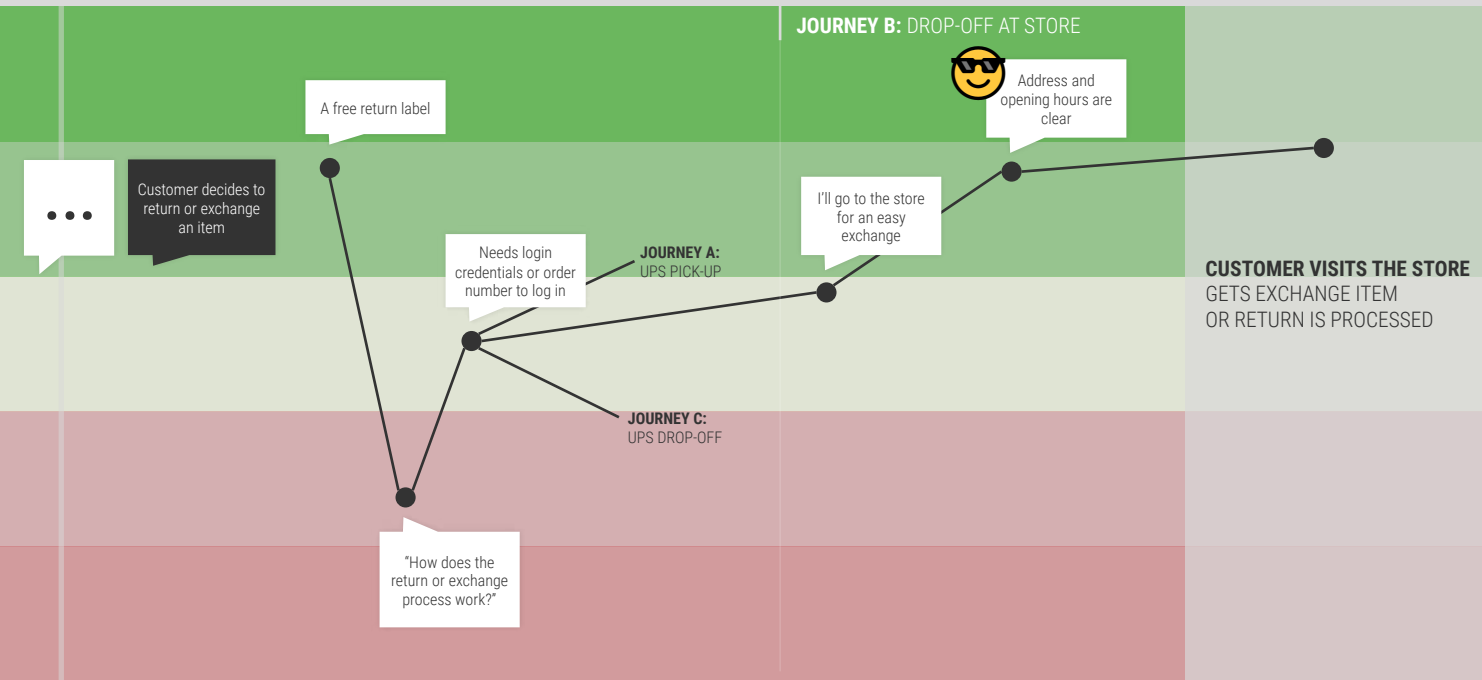 JOURNEY B: DROP-OFF AT STORE
A free return label
Address and
opening hours are
clear
Customer decides to
return or exchange
an item
I'll go to the store
for an easy
exchange
Needs login
credentials or order
number to log in
JOURNEY A:
UPS PICK-UP
CUSTOMER VISITS THE STORE
GETS EXCHANGE ITEM
OR RETURN IS PROCESSED
JOURNEY C:
UPS DROP-OFF
"How does the
return or exchange
process work?"